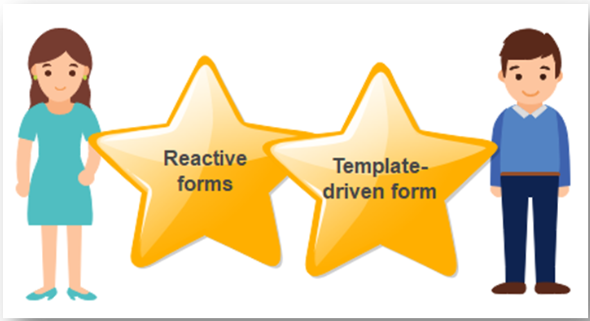 Reactive
forms
Template-
driven form